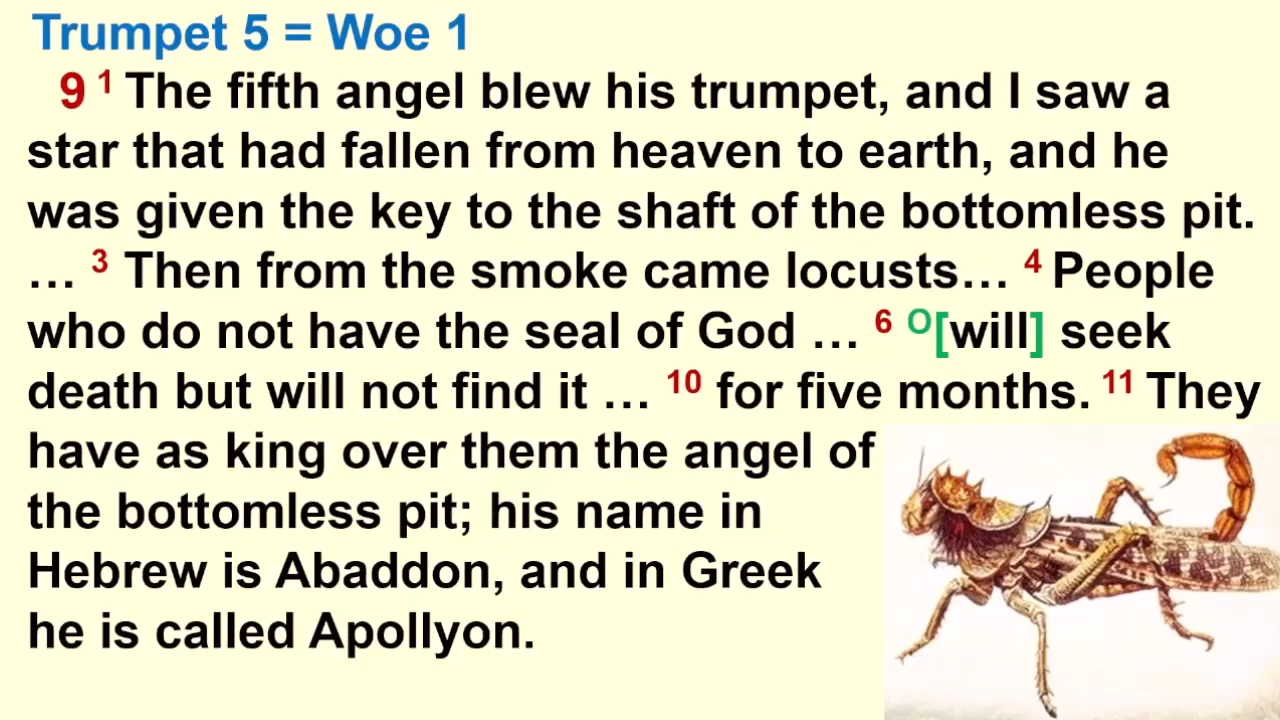 Trumpet 5 = Woe 1
9 1 The fifth angel blew his trumpet, and I saw a
star that had fallen from heaven to earth, and he
was given the key to the shaft of the bottomless pit.
… 3 Then from the smoke came locusts… 4 People
who do not have the seal of God … 6 O[will] seek
death but will not find it … 10 for five months. 11 They
have as king over them the angel of
the bottomless pit; his name in
Hebrew is Abaddon, and in Greek
he is called Apollyon.